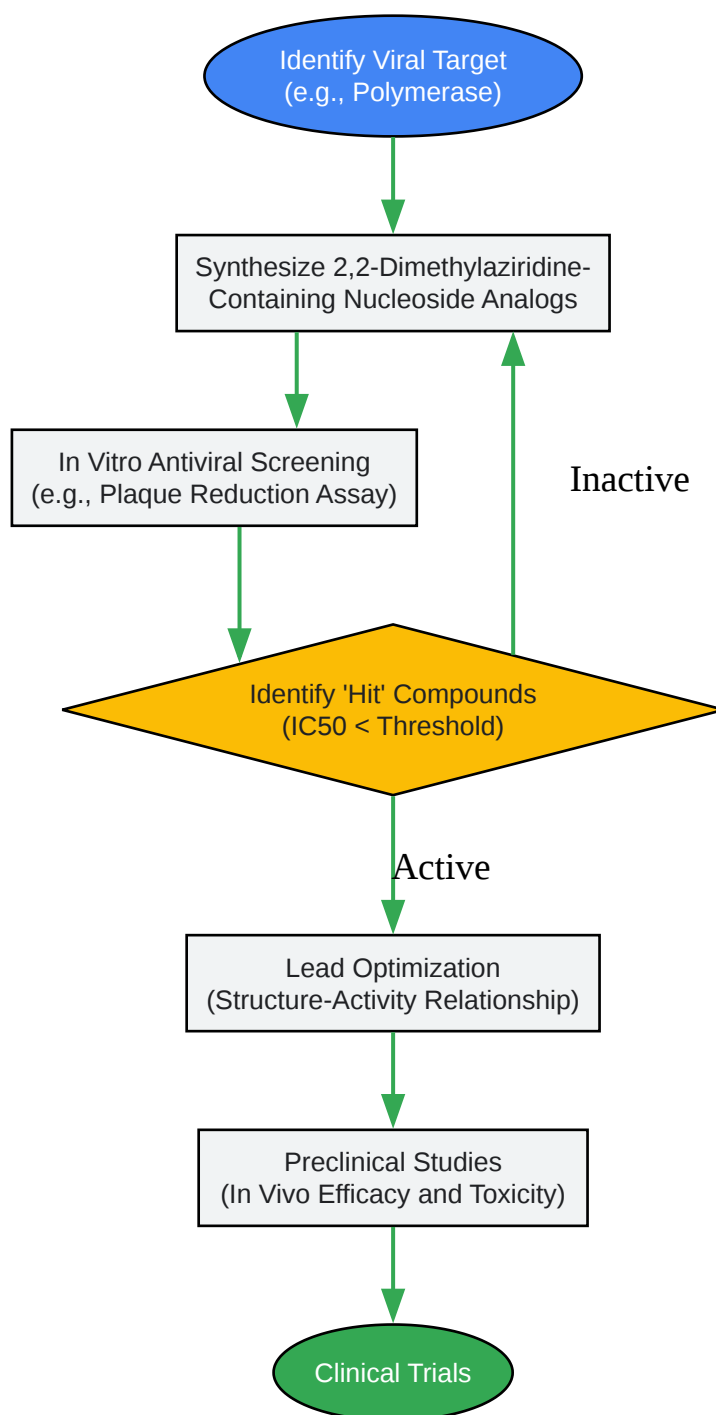 Identify Viral Target
(e.g., Polymerase)
Synthesize 2,2-Dimethylaziridine-
Containing Nucleoside Analogs
In Vitro Antiviral Screening
(e.g., Plaque Reduction Assay)
Inactive
Identify 'Hit' Compounds
(IC50 < Threshold)
Active
Lead Optimization
(Structure-Activity Relationship)
Preclinical Studies
(In Vivo Efficacy and Toxicity)
Clinical Trials